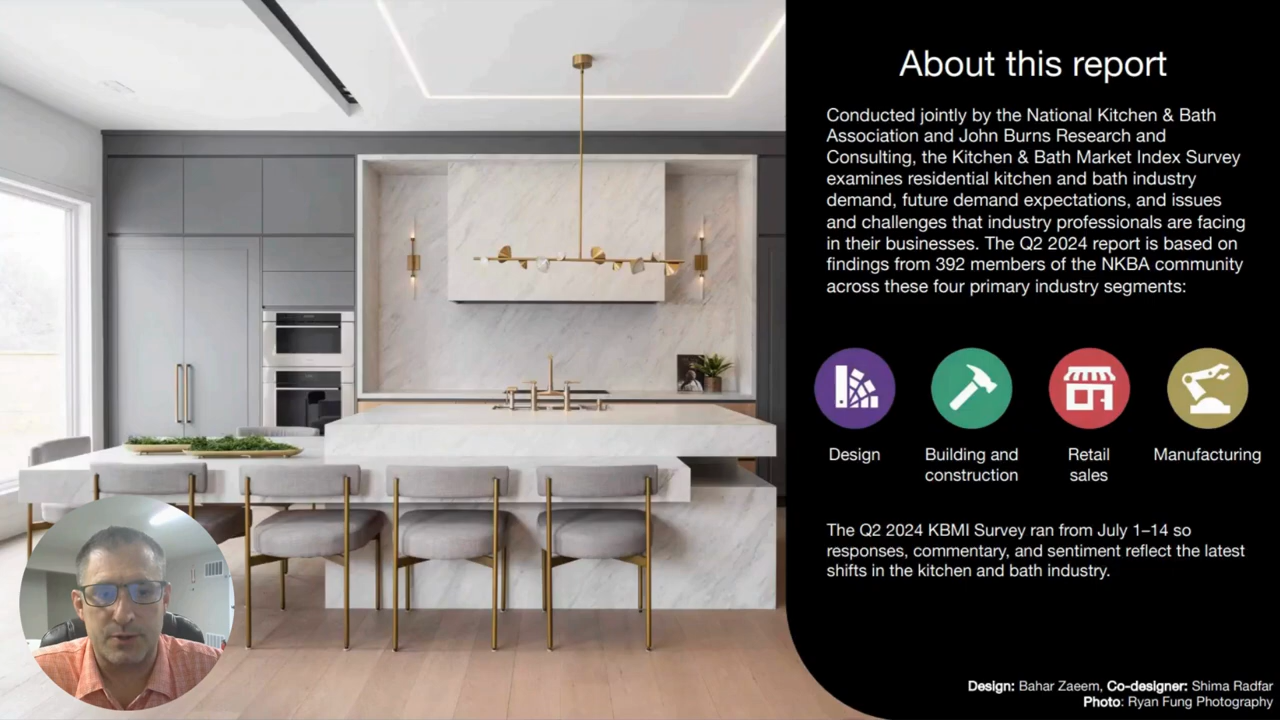 About this report
Conducted jointly by the National Kitchen & Bath
Association and John Burns Research and
Consulting, the Kitchen & Bath Market Index Survey
examines residential kitchen and bath industry
demand, future demand expectations, and issues
and challenges that industry professionals are facing
in their businesses. The Q2 2024 report is based on
findings from 392 members of the NKBA community
across these four primary industry segments:
Design
Building and
construction
Retail
sales
Manufacturing
The Q2 2024 KBMI Survey ran from July 1–14 so
responses, commentary, and sentiment reflect the latest
shifts in the kitchen and bath industry.
Design: Bahar Zaeem, Co-designer: Shima Radfar
Photo: Ryan Fung Photography